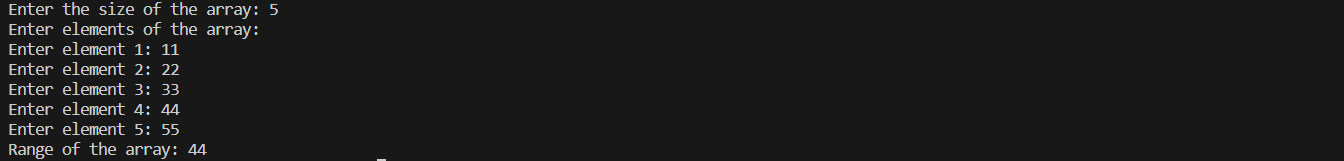 Enter the size of the array: 5
Enter elements of the array:
Enter element 1: 11
Enter element 2: 22
Enter element 3: 33
Enter element 4: 44
Enter element 5: 55
Range of the array: 44